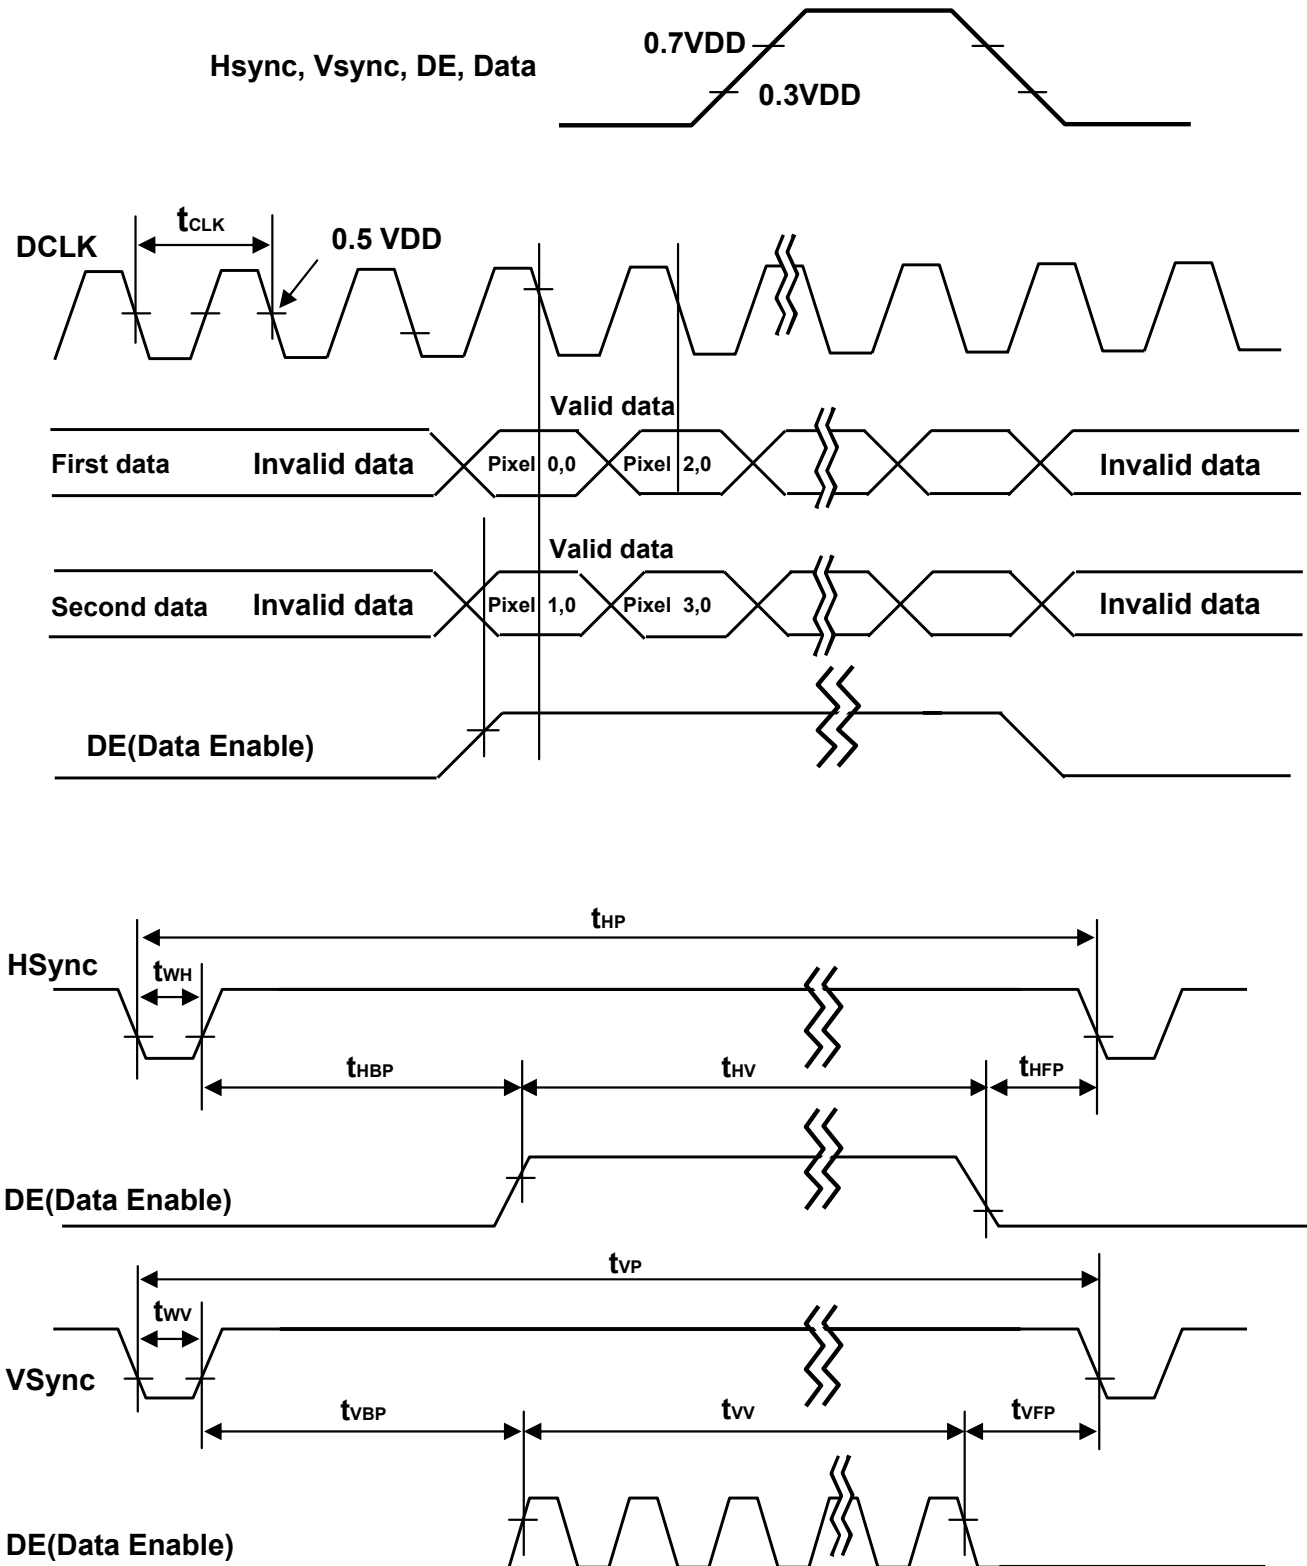 0.7VDD
Hsync, Vsync, DE, Data
0.3VDD
tCLK
DCLK
0.5 VDD
Valid data
First data Invalid data Pixel 0,0 Pixel 2,0 Invalid data
Valid data
Second data Invalid data Pixel 1,0 Pixel 3,0 Invalid data
DE(Data Enable)
tHP
HSync
tWH
tHBP tHV tHFP
DE(Data Enable)
tVP
tWV
VSync
tVBP tVV tVFP
DE(Data Enable)